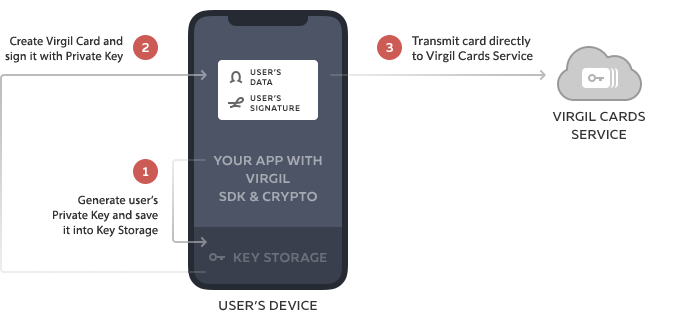 Create Virgil Card and
sign it with Private Key
2
3
Transmit card directly
to Virgil Cards Service
USER'S
DATA
USER'S
SIGNATURE
VIRGIL CARDS
SERVICE
1
Generate user's
Private Key and save
it into Key Storage
YOUR APP WITH
VIRGIL
SDK & CRYPTO
KEY STORAGE
USER'S DEVICE